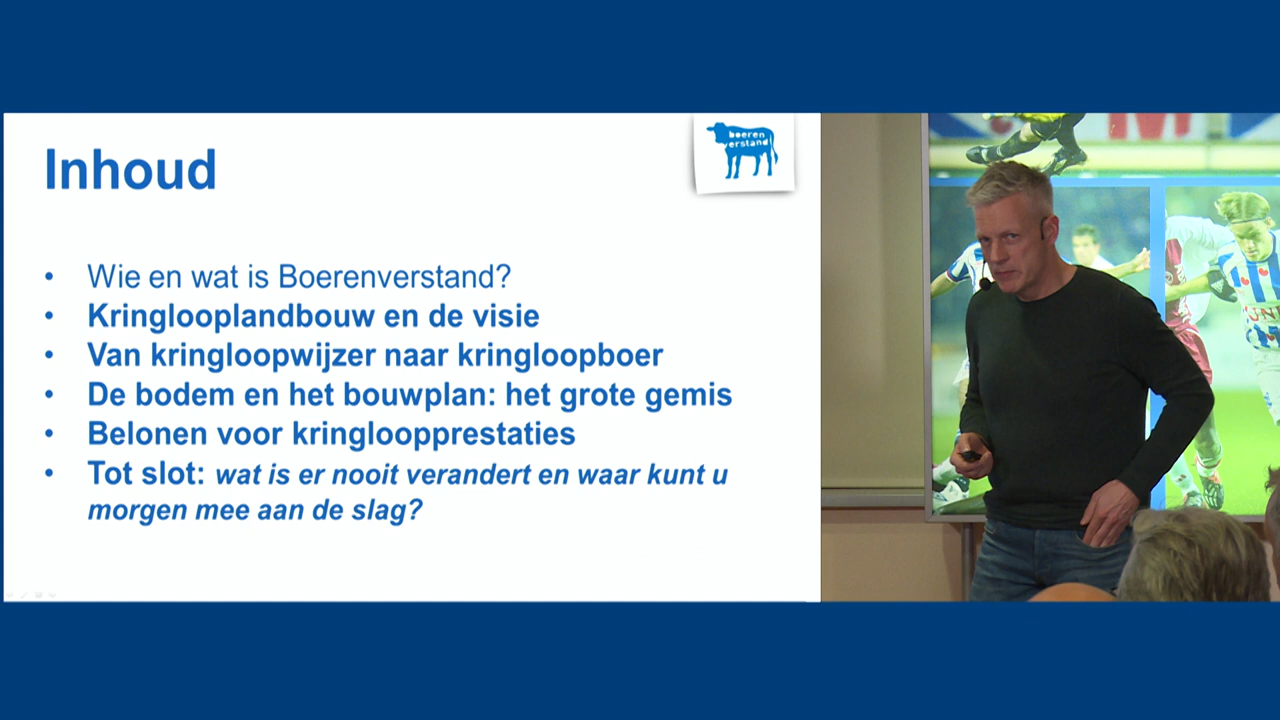 Inhoud
boeren
verstand
• Wie en wat is Boerenverstand?
• Kringlooplandbouw en de visie
• Van kringloopwijzer naar kringloopboer
• De bodem en het bouwplan: het grote gemis
• Belonen voor kringloopprestaties
• Tot slot: wat is er nooit verandert en waar kunt u
morgen mee aan de slag?